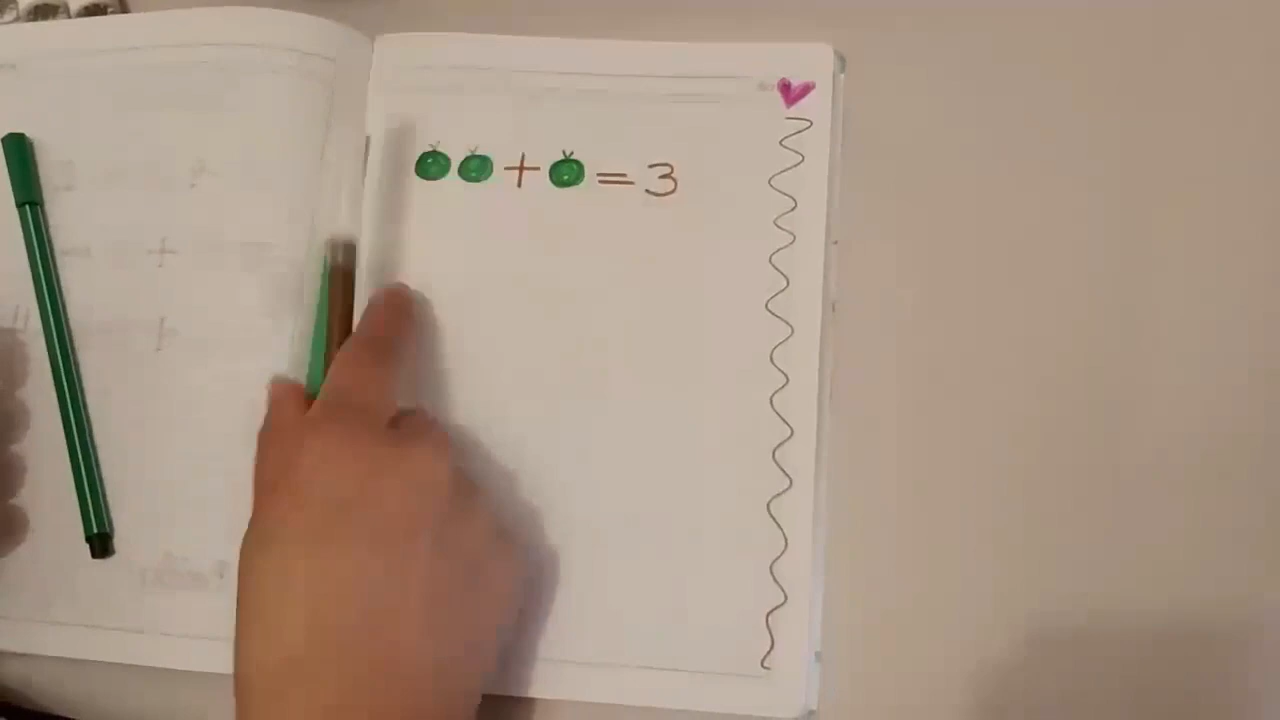 + = 3